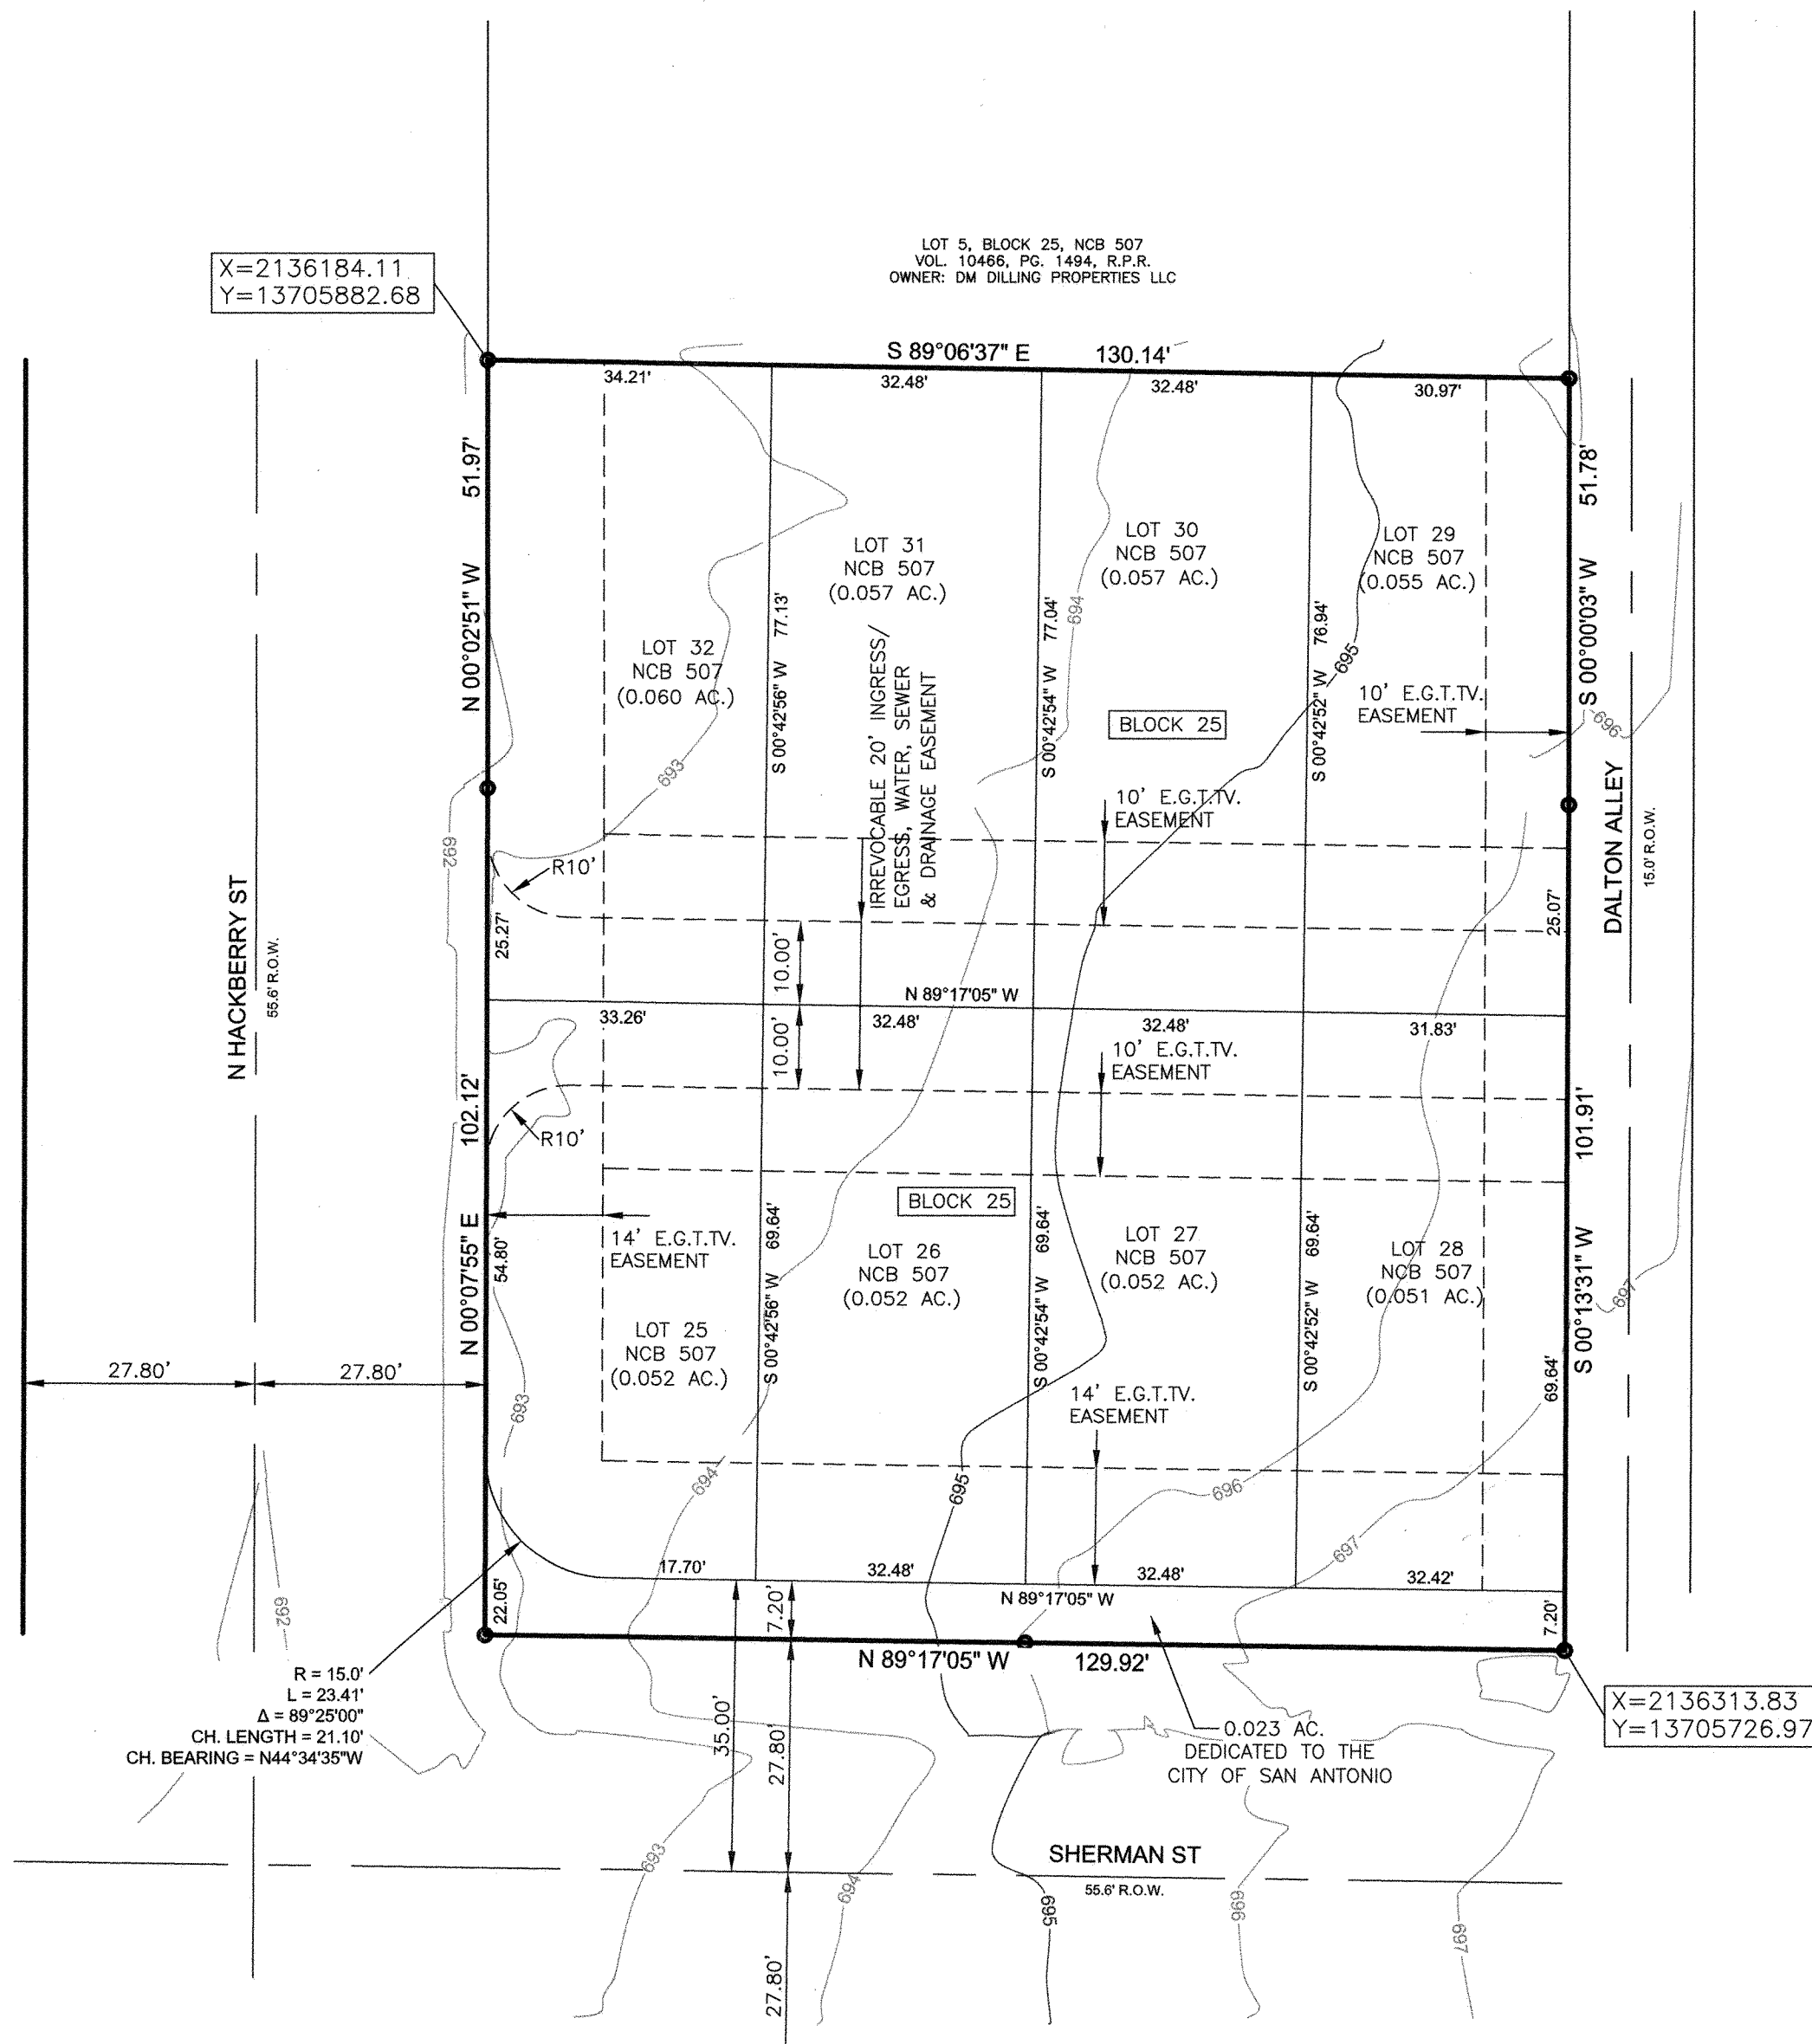 LOT 5, BLOCK 25, NCB 507
VOL. 10466, PG. 1494, R.P.R.
OWNER: DM DILLING PROPERTIES LLC
X=2136184.11
Y=13705882.68
S 89°06'37" E 130.14'
34.21'
32.48'
32.48'
30.97'
N 00°02'51" W 51.97'
S 00°00'03" W 51.78'
LOT 32
NCB 507
(0.060 AC.)
LOT 31
NCB 507
(0.057 AC.)
LOT 30
NCB 507
(0.057 AC.)
LOT 29
NCB 507
(0.055 AC.)
S 00°42'56" W 77.13'
S 00°42'54" W 77.04'
S 00°42'52" W 76.94'
694
695
693
696
692
BLOCK 25
10' E.G.T.TV.
EASEMENT
10' E.G.T.TV.
EASEMENT
IRREVOCABLE 20' INGRESS/
EGRESS, WATER, SEWER
& DRAINAGE EASEMENT
R10'
25.27'
25.07'
10.00'
10.00'
N HACKBERRY ST
55.6' R.O.W.
DALTON ALLEY
15.0' R.O.W.
N 89°17'05" W
33.26'
32.48'
32.48'
31.83'
10' E.G.T.TV.
EASEMENT
R10'
N 00°07'55" E 102.12'
S 00°13'31" W 101.91'
BLOCK 25
14' E.G.T.TV.
EASEMENT
54.80'
69.64'
S 00°42'56" W 69.64'
S 00°42'54" W 69.64'
S 00°42'52" W 69.64'
LOT 25
NCB 507
(0.052 AC.)
LOT 26
NCB 507
(0.052 AC.)
LOT 27
NCB 507
(0.052 AC.)
LOT 28
NCB 507
(0.051 AC.)
697
27.80'
27.80'
14' E.G.T.TV.
EASEMENT
693
694
695
696
697
17.70'
32.48'
32.48'
32.42'
N 89°17'05" W
22.05'
7.20'
7.20'
N 89°17'05" W 129.92'
692
R = 15.0'
L = 23.41'
Δ = 89°25'00"
CH. LENGTH = 21.10'
CH. BEARING = N44°34'35"W
X=2136313.83
Y=13705726.97
35.00'
27.80'
0.023 AC.
DEDICATED TO THE
CITY OF SAN ANTONIO
SHERMAN ST
55.6' R.O.W.
693
694
695
696
697
27.80'